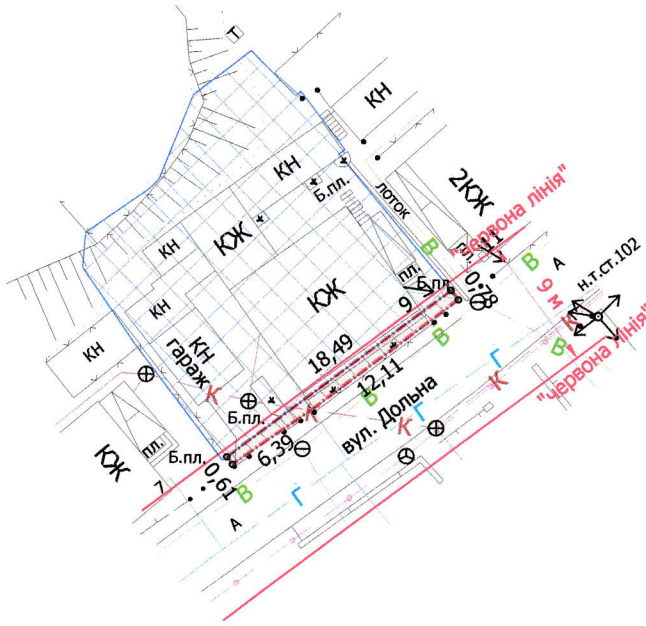 Т
КН
КН
Б.пл.
лоток
2КЖ
"червона лінія"
КЖ
КН
В
пл.
11
В
А
н.т.ст.102
КН
КЖ
пл.
Б.пл.
0,78
9 м
9
К
КН
КН
гараж
18,49
В
Г
В
"червона лінія"
12,11
К
К
Б.пл.
К
В
вул. Дольна
Г
К
КЖ
пл.
Б.пл.
6,39
7
0,61
В
Г
А